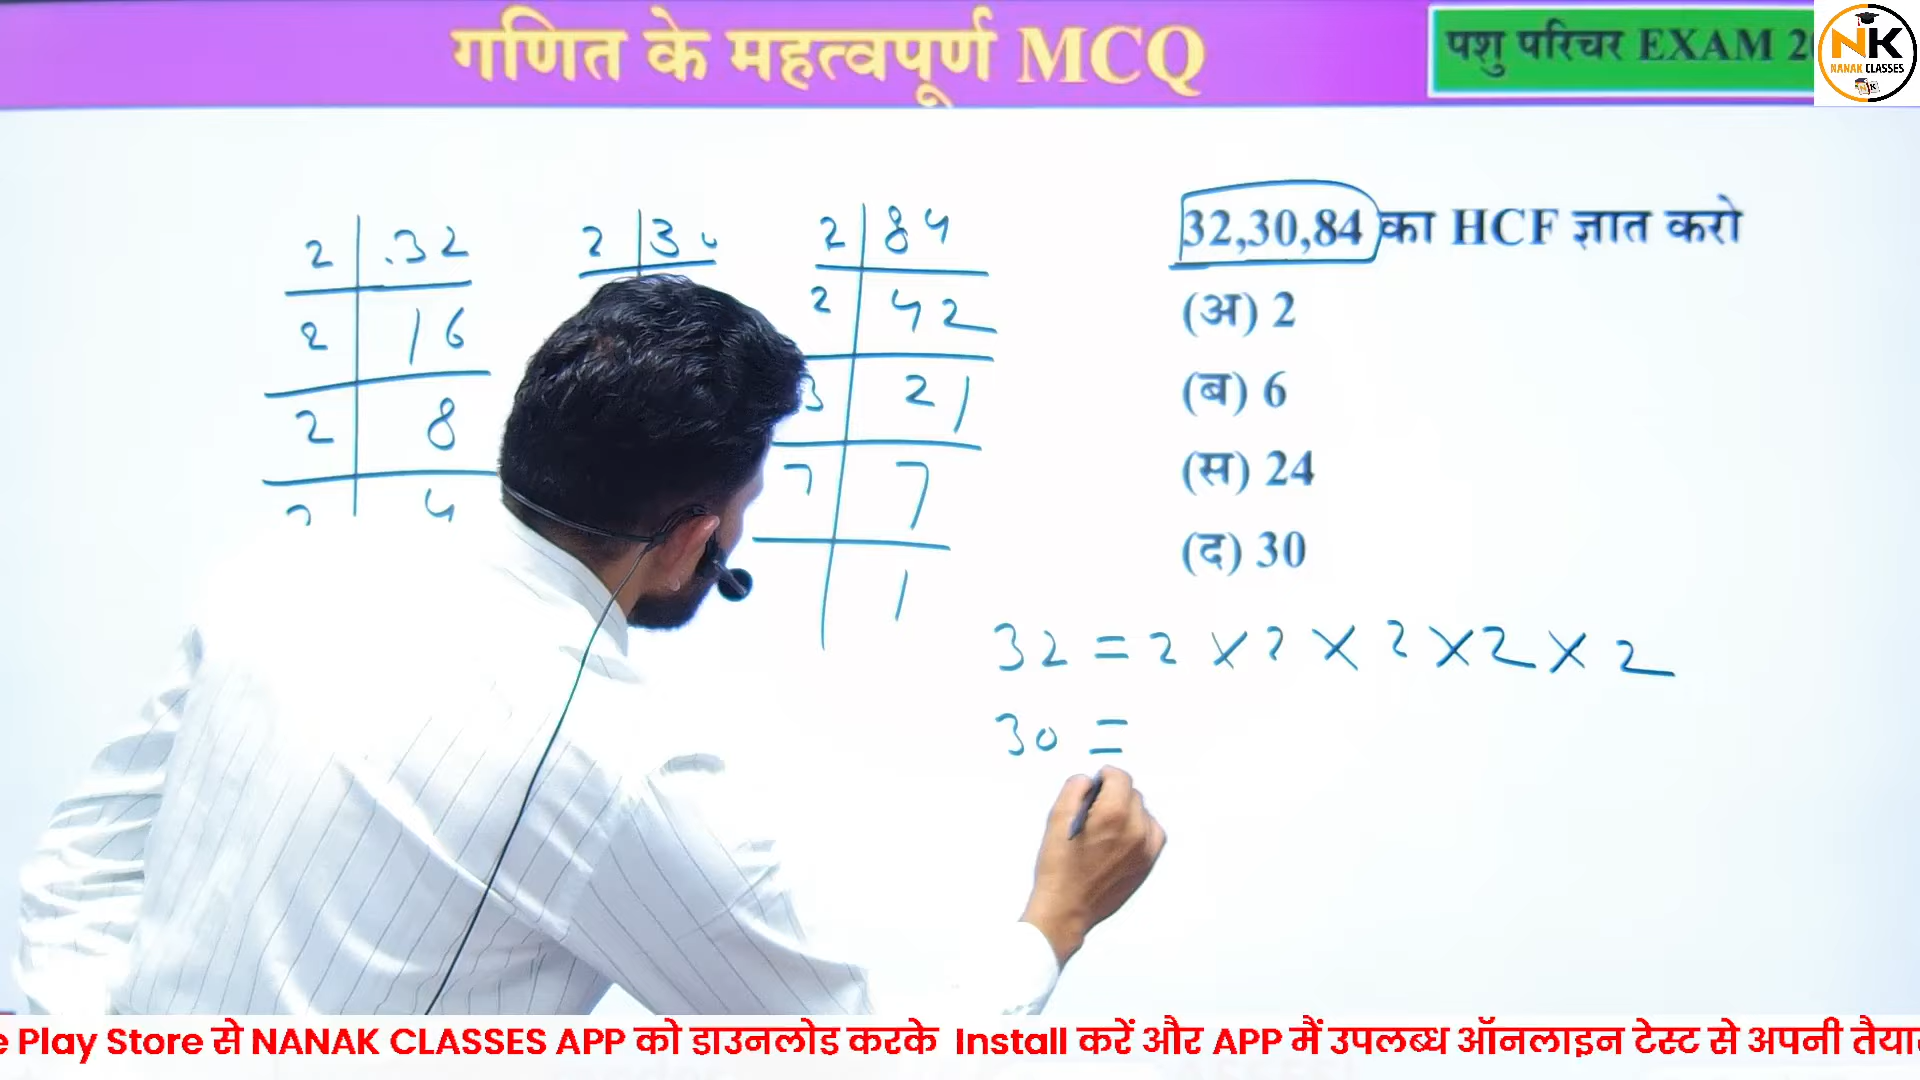 गणित के महत्वपूर्ण MCQ
पशु परिचर EXAM
NK
NANAK CLASSES
32,30,84 का HCF ज्ञात करो
(अ) 2
(ब) 6
(स) 24
(द) 30
2 32
2 16
2 8
4
2 30
2 84
2 42
3 21
7 7
1
32 = 2 × 2 × 2 × 2 × 2
30 =
Play Store से NANAK CLASSES APP को डाउनलोड करके Install करें और APP मैं उपलब्ध ऑनलाइन टेस्ट से अपनी